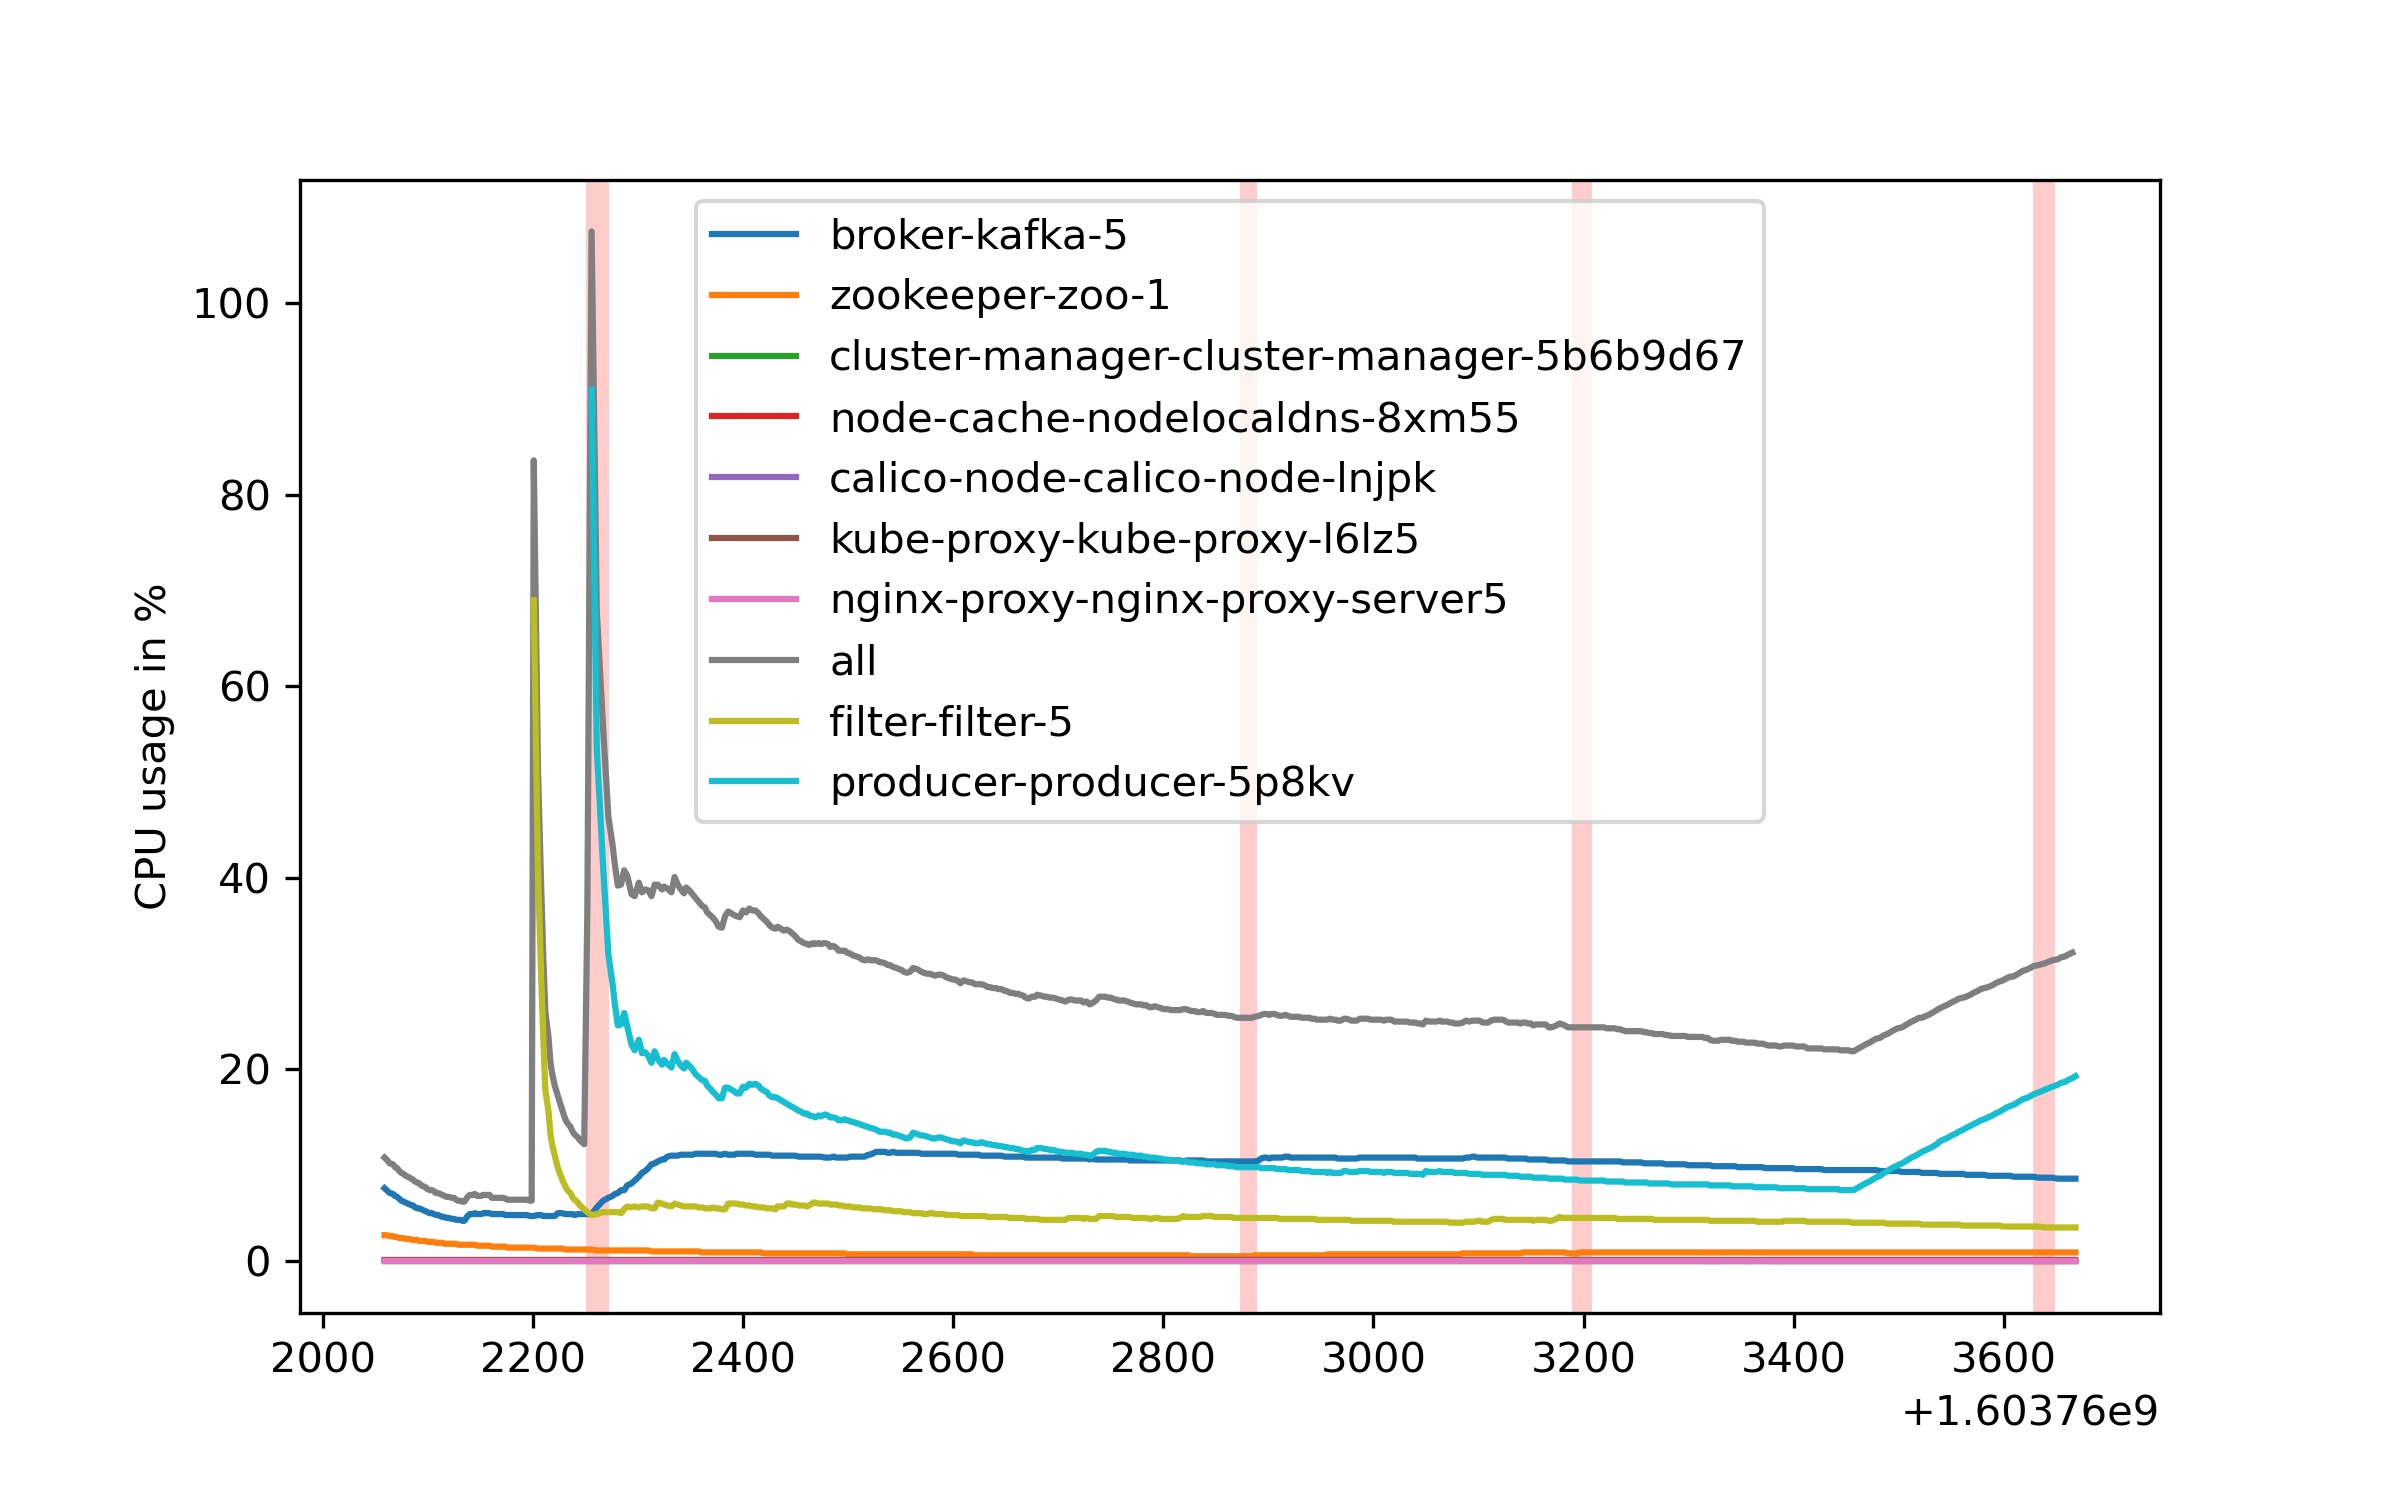 broker-kafka-5
zookeeper-zoo-1
cluster-manager-cluster-manager-5b6b9d67
node-cache-nodelocaldns-8xm55
calico-node-calico-node-lnjpk
kube-proxy-kube-proxy-l6lz5
nginx-proxy-nginx-proxy-server5
all
filter-filter-5
producer-producer-5p8kv
CPU usage in %
100
80
60
40
20
0
2000 2200 2400 2600 2800 3000 3200 3400 3600
+1.60376e9